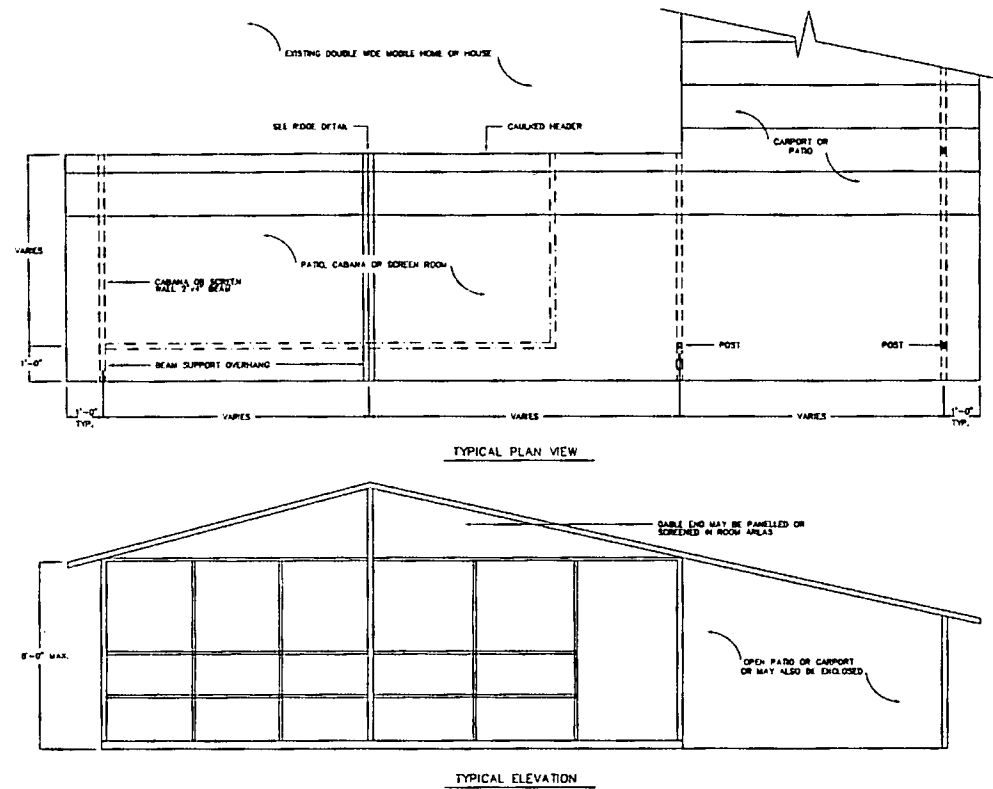 EXISTING DOUBLE WIDE MOBILE HOME OR HOUSE
SEE RIDGE DETAIL
CAULKED HEADER
CARPORT OR
PATIO
VARIES
PATIO, CABANA OR SCREEN ROOM
CABANA OR SCREEN
WALL 2"x4" BEAM
POST
POST
1'-0"
BEAM SUPPORT OVERHANG
1'-0"
TYP.
VARIES
VARIES
VARIES
1'-0"
TYP.
TYPICAL PLAN VIEW
GABLE END MAY BE PANELLED OR
SCREENED IN ROOM AREAS
8'-0" MAX.
OPEN PATIO OR CARPORT
OR MAY ALSO BE ENCLOSED
TYPICAL ELEVATION